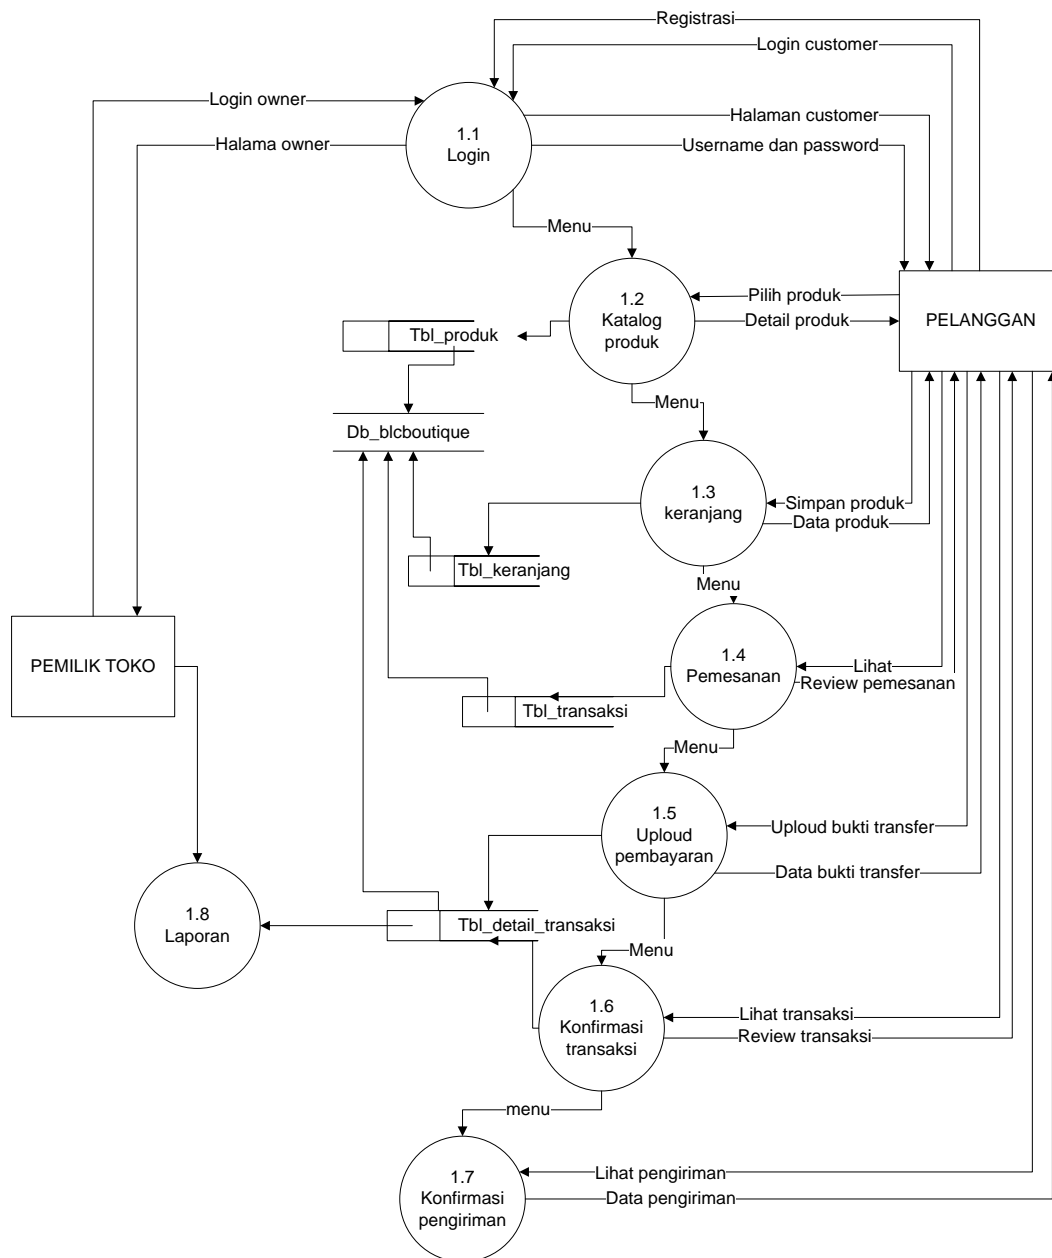 Registrasi
Login customer
Login owner
Halaman customer
1.1
Login
Halama owner
Username dan password
Menu
1.2
Katalog
produk
Pilih produk
Detail produk
PELANGGAN
Tbl_produk
Menu
Db_blcboutique
1.3
keranjang
Simpan produk
Data produk
Tbl_keranjang
Menu
PEMILIK TOKO
1.4
Pemesanan
Lihat
Review pemesanan
Tbl_transaksi
Menu
1.5
Uploud
pembayaran
Uploud bukti transfer
Data bukti transfer
1.8
Laporan
Tbl_detail_transaksi
Menu
1.6
Konfirmasi
transaksi
Lihat transaksi
Review transaksi
menu
1.7
Konfirmasi
pengiriman
Lihat pengiriman
Data pengiriman